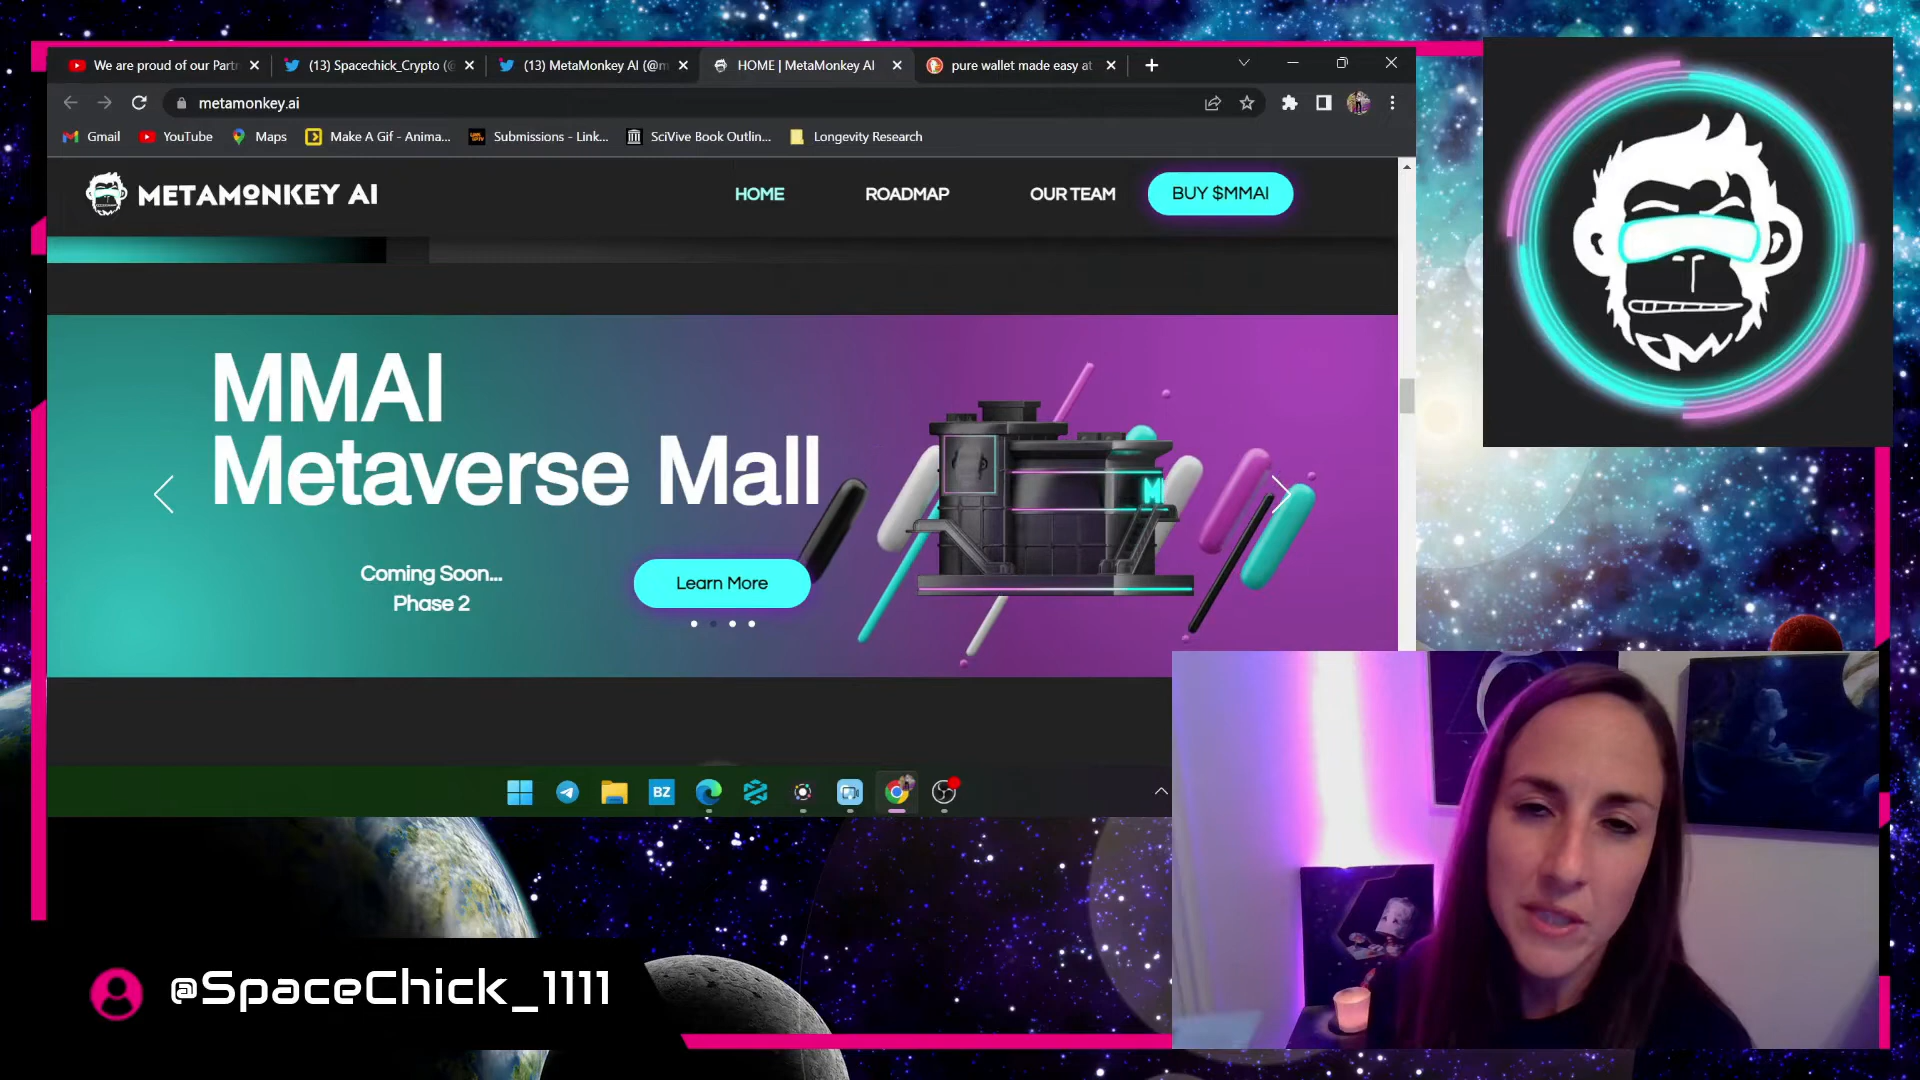 We are proud of our Partn
(13) Spacechick_Crypto (@
(13) MetaMonkey AI (@m
HOME | MetaMonkey AI
pure wallet made easy at
metamonkey.ai
Gmail
YouTube
Maps
Make A Gif - Anima...
Submissions - Link...
SciVive Book Outlin...
Longevity Research
METAMONKEY AI
HOME
ROADMAP
OUR TEAM
BUY $MMAI
MMAI
Metaverse Mall
M
Coming Soon...
Phase 2
Learn More
BZ
@SpaceChick_1111